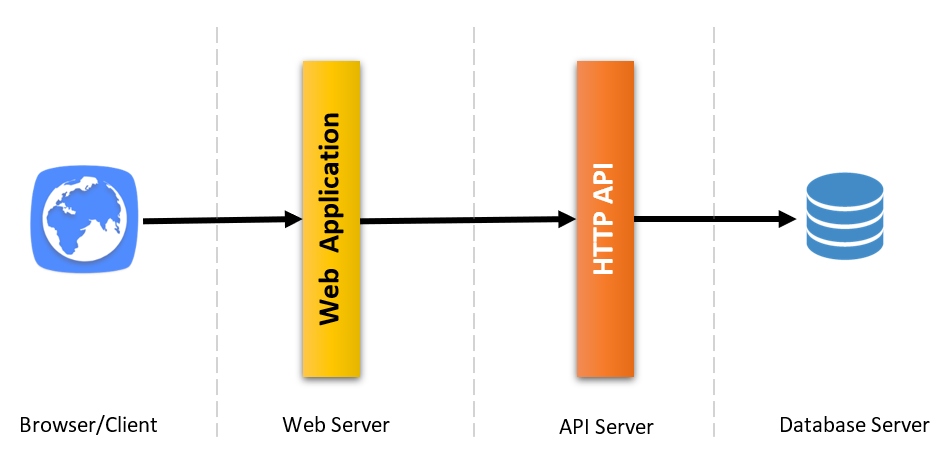 Web Application
HTTP API
Browser/Client
Web Server
API Server
Database Server